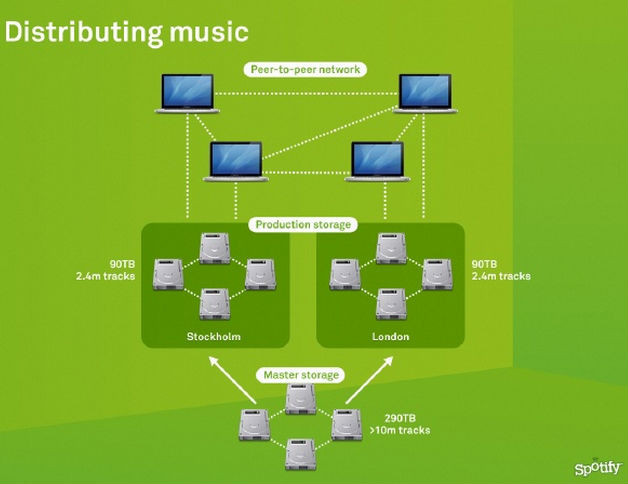 Distributing music
Peer-to-peer network
Production storage
90TB
2.4m tracks
90TB
2.4m tracks
Stockholm
London
Master storage
290TB
>10m tracks
Spotify